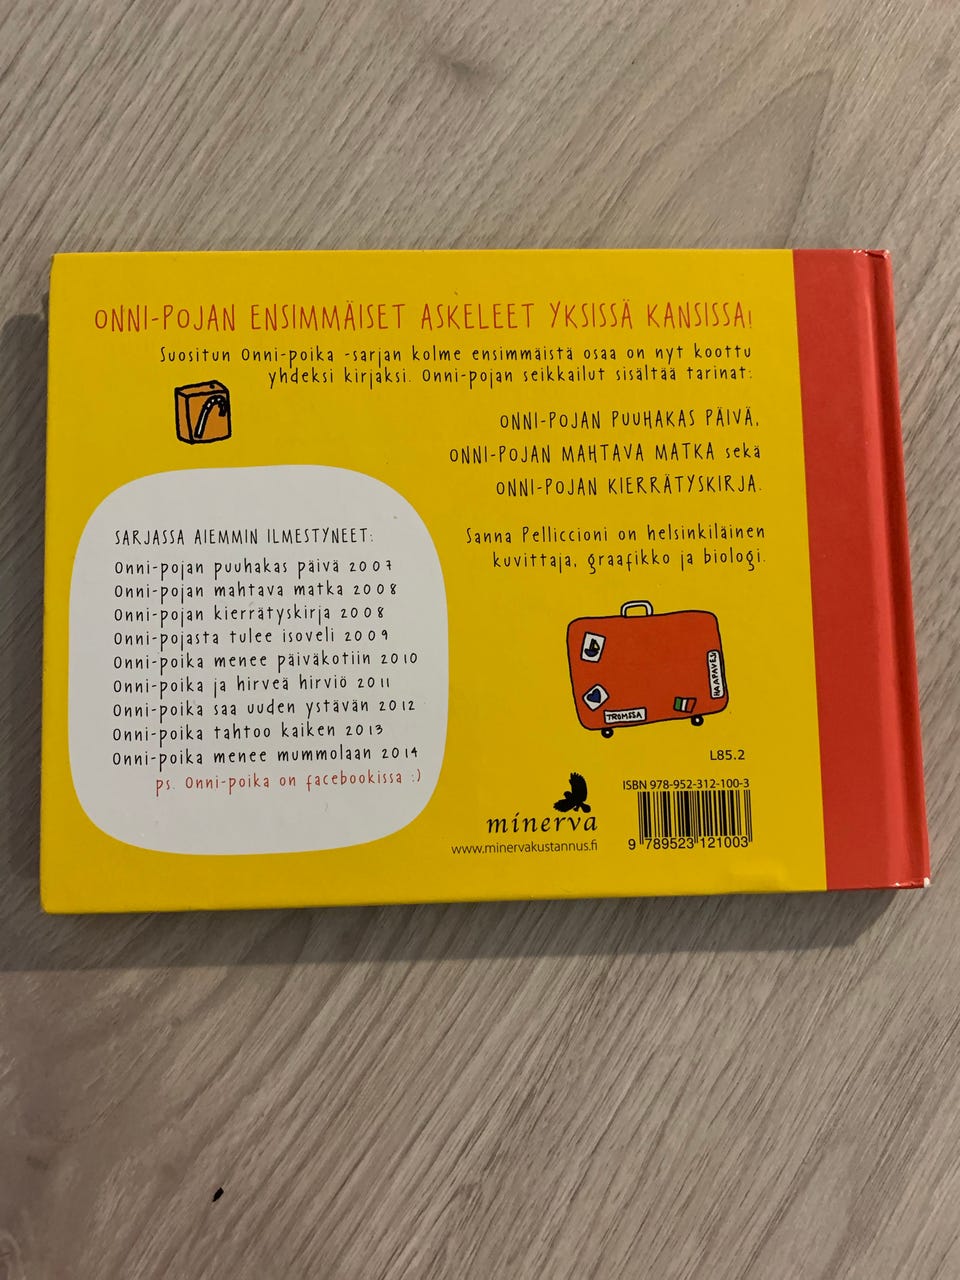 ONNI-POJAN ENSIMMÄISET ASKELEET YKSISSÄ KANSISSA!
Suositun Onni-poika -sarjan kolme ensimmäistä osaa on nyt koottu
yhdeksi kirjaksi. Onni-pojan seikkailut sisältää tarinat:
ONNI-POJAN PUUHAKAS PÄIVÄ,
ONNI-POJAN MAHTAVA MATKA sekä
ONNI-POJAN KIERRÄTYSKIRJA.
Sanna Pelliccioni on helsinkiläinen
kuvittaja, graafikko ja biologi.
SARJASSA AIEMMIN ILMESTYNEET:
Onni-pojan puuhakas päivä 2007
Onni-pojan mahtava matka 2008
Onni-pojan kierrätyskirja 2008
Onni-pojasta tulee isoveli 2009
Onni-poika menee päiväkotiin 2010
Onni-poika ja hirveä hirviö 2011
Onni-poika saa uuden ystävän 2012
Onni-poika tahtoo kaiken 2013
Onni-poika menee mummolaan 2014
ps. Onni-poika on facebookissa :)
HAAPAVESI
TROMSSA
L85.2
minerva
www.minervakustannus.fi
ISBN 978-952-312-100-3
9 789523 121003